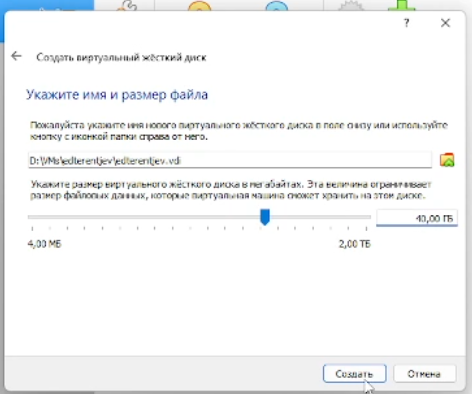 ?
Создать виртуальный жёсткий диск
Укажите имя и размер файла
Пожалуйста укажите имя нового виртуального жёсткого диска в поле снизу или используйте
кнопку с иконкой папки справа от него.
D:\VMs\edterentjev\edterentjev.vdi
Укажите размер виртуального жёсткого диска в мегабайтах. Эта величина ограничивает
размер файловых данных, которые виртуальная машина сможет хранить на этом диске.
40,00 ГБ
4,00 МБ 2,00 ТБ
Создать Отмена